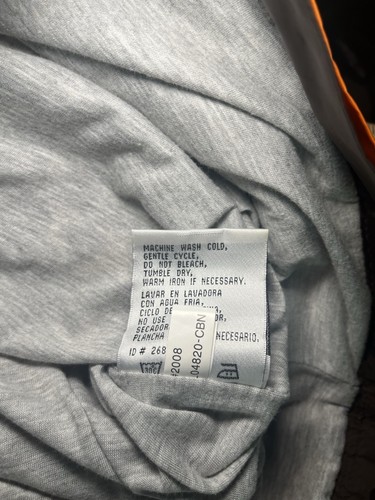 MACHINE WASH COLD,
GENTLE CYCLE,
DO NOT BLEACH,
TUMBLE DRY,
WARM IRON IF NECESSARY.
LAVAR EN LAVADORA
CON AGUA FRIA,
CICLO
NO USE
SECADOR
PLANCHA NECESARIO.
ID # 268
2008
04820-CBN